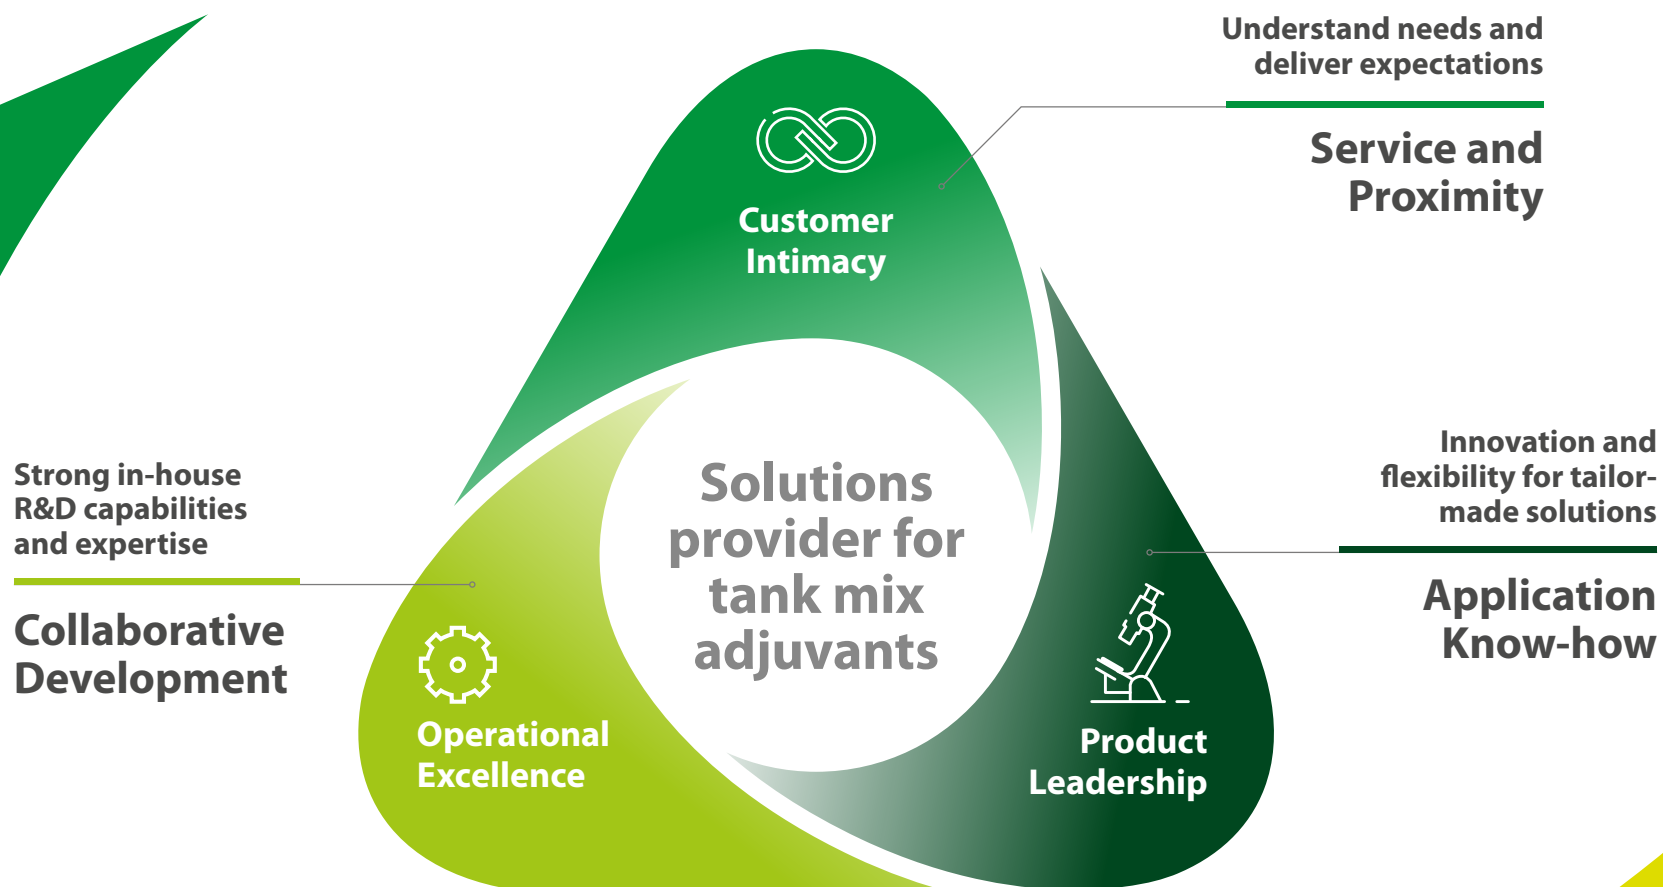 Understand needs and
deliver expectations
Service and
Proximity
Customer
Intimacy
Strong in-house
R&D capabilities
and expertise
Collaborative
Development
Solutions
provider for
tank mix
adjuvants
Innovation and
flexibility for tailor-
made solutions
Application
Know-how
Operational
Excellence
Product
Leadership